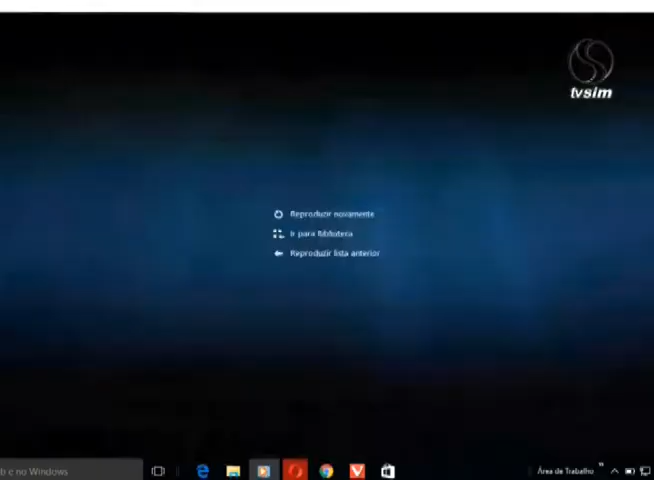 tvsim
Reproduzir novamente
Ir para Biblioteca
Reproduzir lista anterior
b e no Windows
Área de Trabalho